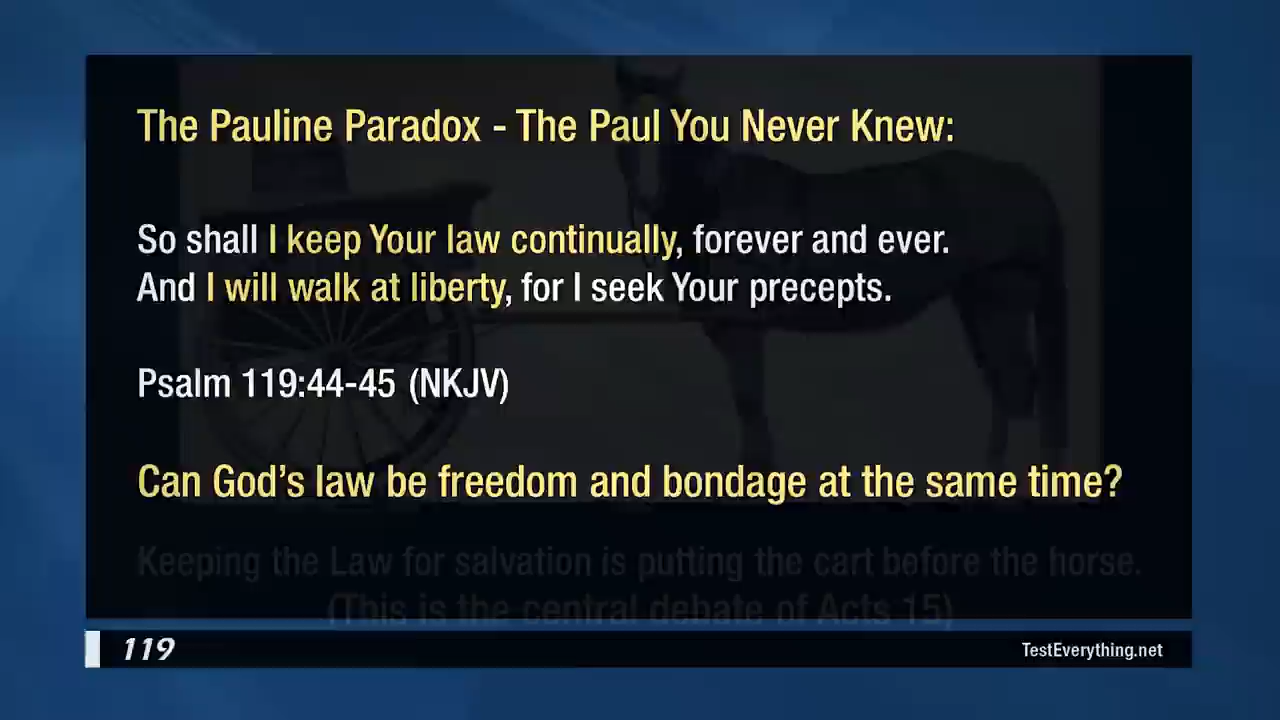 The Pauline Paradox - The Paul You Never Knew:
So shall I keep Your law continually, forever and ever.
And I will walk at liberty, for I seek Your precepts.
Psalm 119:44-45 (NKJV)
Can God's law be freedom and bondage at the same time?
Keeping the Law for salvation is putting the cart before the horse.
(This is the central debate of Acts 15)
119
TestEverything.net